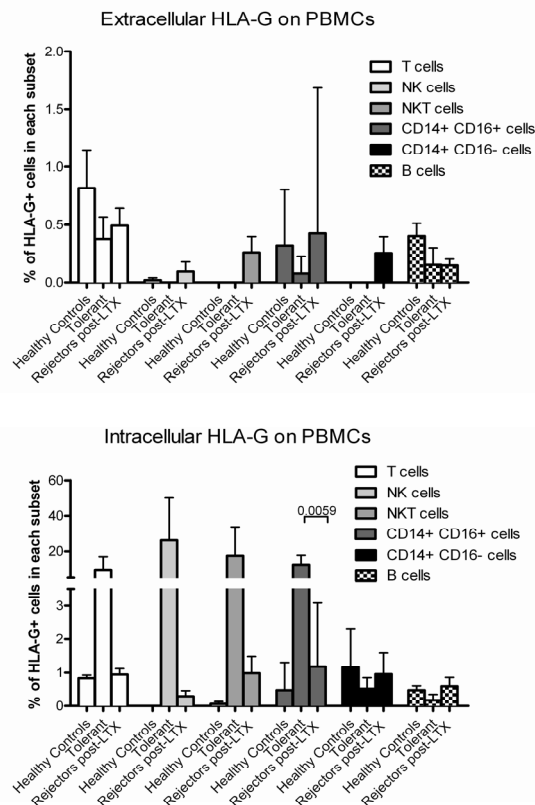 Extracellular HLA-G on PBMCs
% of HLA-G+ cells in each subset
2.0
1.5
1.0
0.5
0.0
T cells
NK cells
NKT cells
CD14+ CD16+ cells
CD14+ CD16- cells
B cells
Healthy Controls
Tolerant
Rejectors post-LTX
Healthy Controls
Tolerant
Rejectors post-LTX
Healthy Controls
Tolerant
Rejectors post-LTX
Healthy Controls
Tolerant
Rejectors post-LTX
Healthy Controls
Tolerant
Rejectors post-LTX
Healthy Controls
Tolerant
Rejectors post-LTX
Intracellular HLA-G on PBMCs
% of HLA-G+ cells in each subset
60
40
20
3
2
1
0
0.0059
T cells
NK cells
NKT cells
CD14+ CD16+ cells
CD14+ CD16- cells
B cells
Healthy Controls
Tolerant
Rejectors post-LTX
Healthy Controls
Tolerant
Rejectors post-LTX
Healthy Controls
Tolerant
Rejectors post-LTX
Healthy Controls
Tolerant
Rejectors post-LTX
Healthy Controls
Tolerant
Rejectors post-LTX
Healthy Controls
Tolerant
Rejectors post-LTX